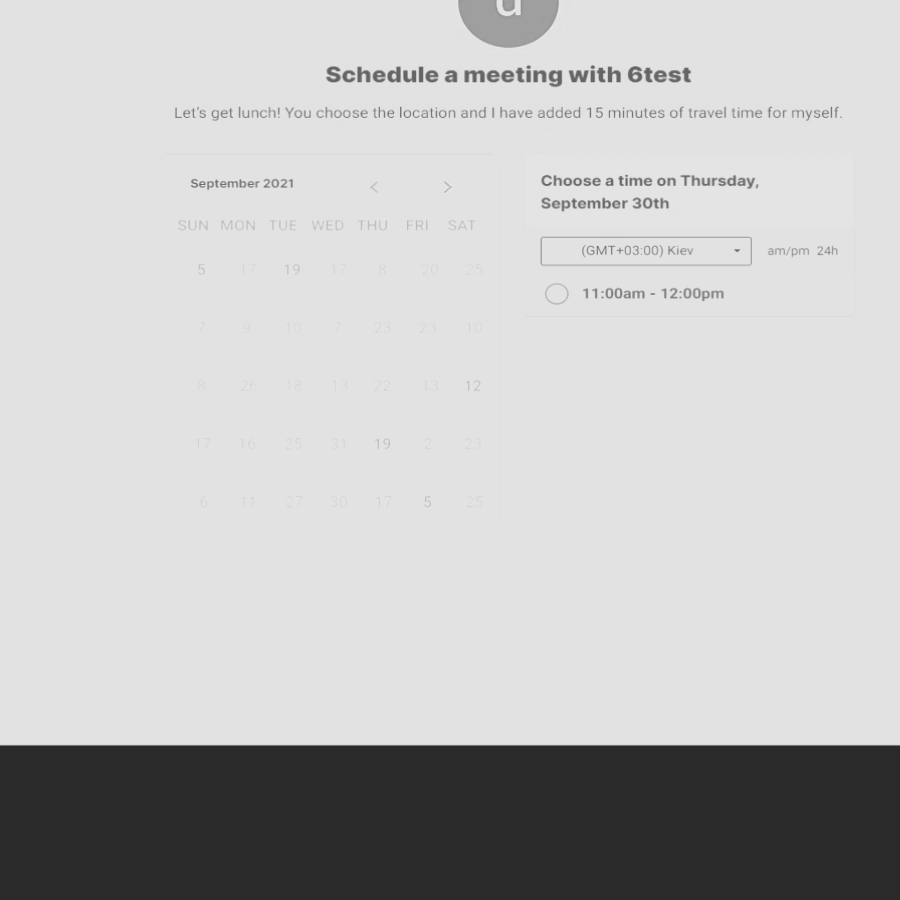 d
Schedule a meeting with 6test
Let's get lunch! You choose the location and I have added 15 minutes of travel time for myself.
September 2021 < >
SUN MON TUE WED THU FRI SAT
5 17 19 17 8 20 25
7 9 10 7 23 23 10
8 26 18 13 22 13 12
17 16 25 31 19 2 23
6 11 27 30 17 5 25
Choose a time on Thursday,
September 30th
(GMT+03:00) Kiev am/pm 24h
11:00am - 12:00pm